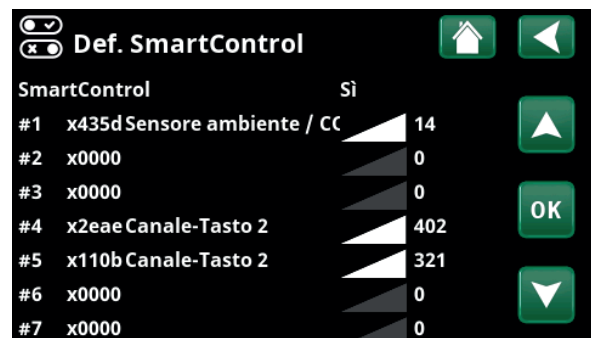 Def. SmartControl
SmartControl Sì
#1 x435d Sensore ambiente / CC 14
#2 x0000 0
#3 x0000 0
#4 x2eae Canale-Tasto 2 402
#5 x110b Canale-Tasto 2 321
#6 x0000 0
#7 x0000 0
OK